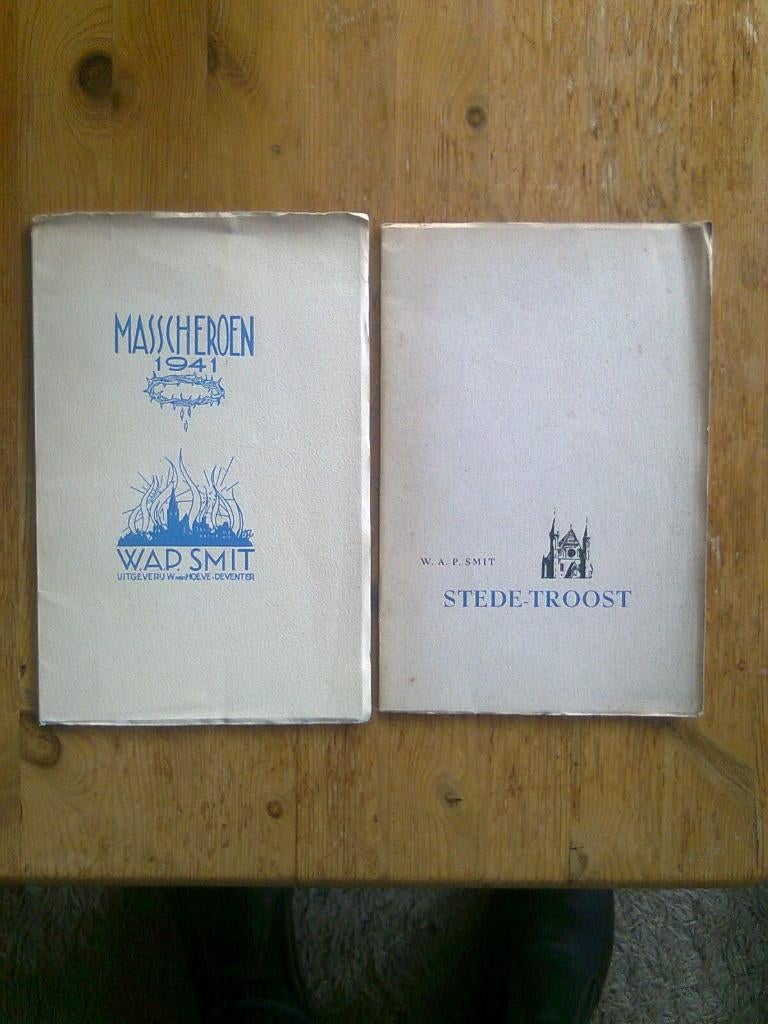 MASSCHEROEN
1941
W.A.P. SMIT
UITGEVERIJ W. VAN HOEVE-DEVENTER
W. A. P. SMIT
STEDE-TROOST